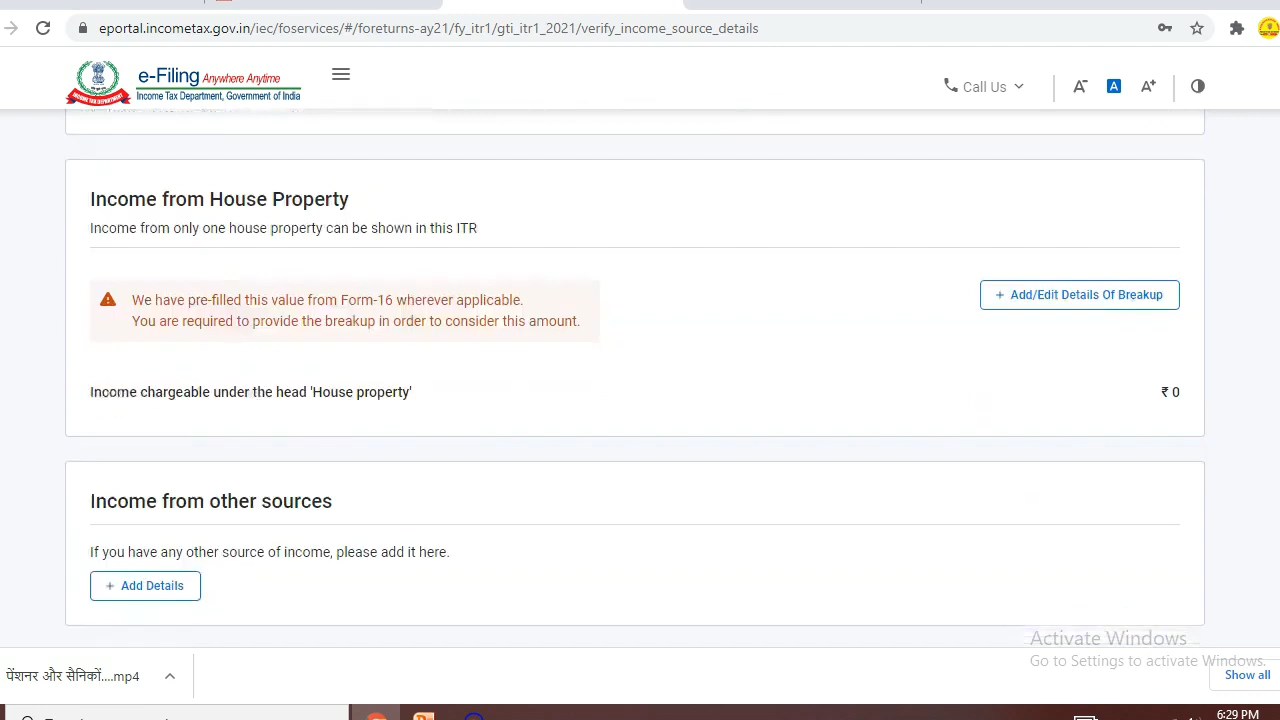 eportal.incometax.gov.in/iec/foservices/#/foreturns-ay21/fy_itr1/gti_itr1_2021/verify_income_source_details
e-Filing Anywhere Anytime
Income Tax Department, Government of India
INCOME TAX DEPARTMENT
Call Us
A- A A+
Income from House Property
Income from only one house property can be shown in this ITR
We have pre-filled this value from Form-16 wherever applicable.
You are required to provide the breakup in order to consider this amount.
+ Add/Edit Details Of Breakup
Income chargeable under the head 'House property' ₹ 0
Income from other sources
If you have any other source of income, please add it here.
+ Add Details
Activate Windows
Go to Settings to activate Windows.
पेंशनर और सैनिकों....mp4
Show all
6:29 PM